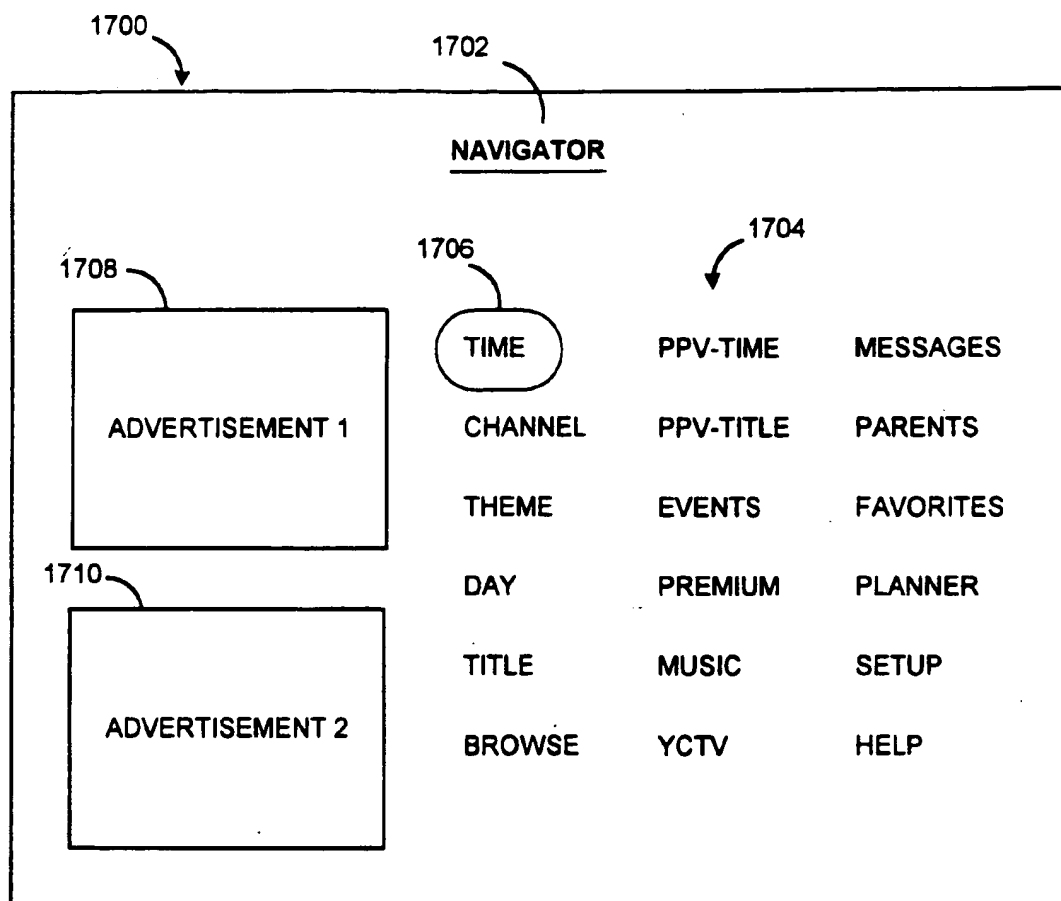 1700
1702
NAVIGATOR
1704
1706
1708
TIME PPV-TIME MESSAGES
ADVERTISEMENT 1
CHANNEL PPV-TITLE PARENTS
THEME EVENTS FAVORITES
1710
DAY PREMIUM PLANNER
TITLE MUSIC SETUP
ADVERTISEMENT 2
BROWSE YCTV HELP